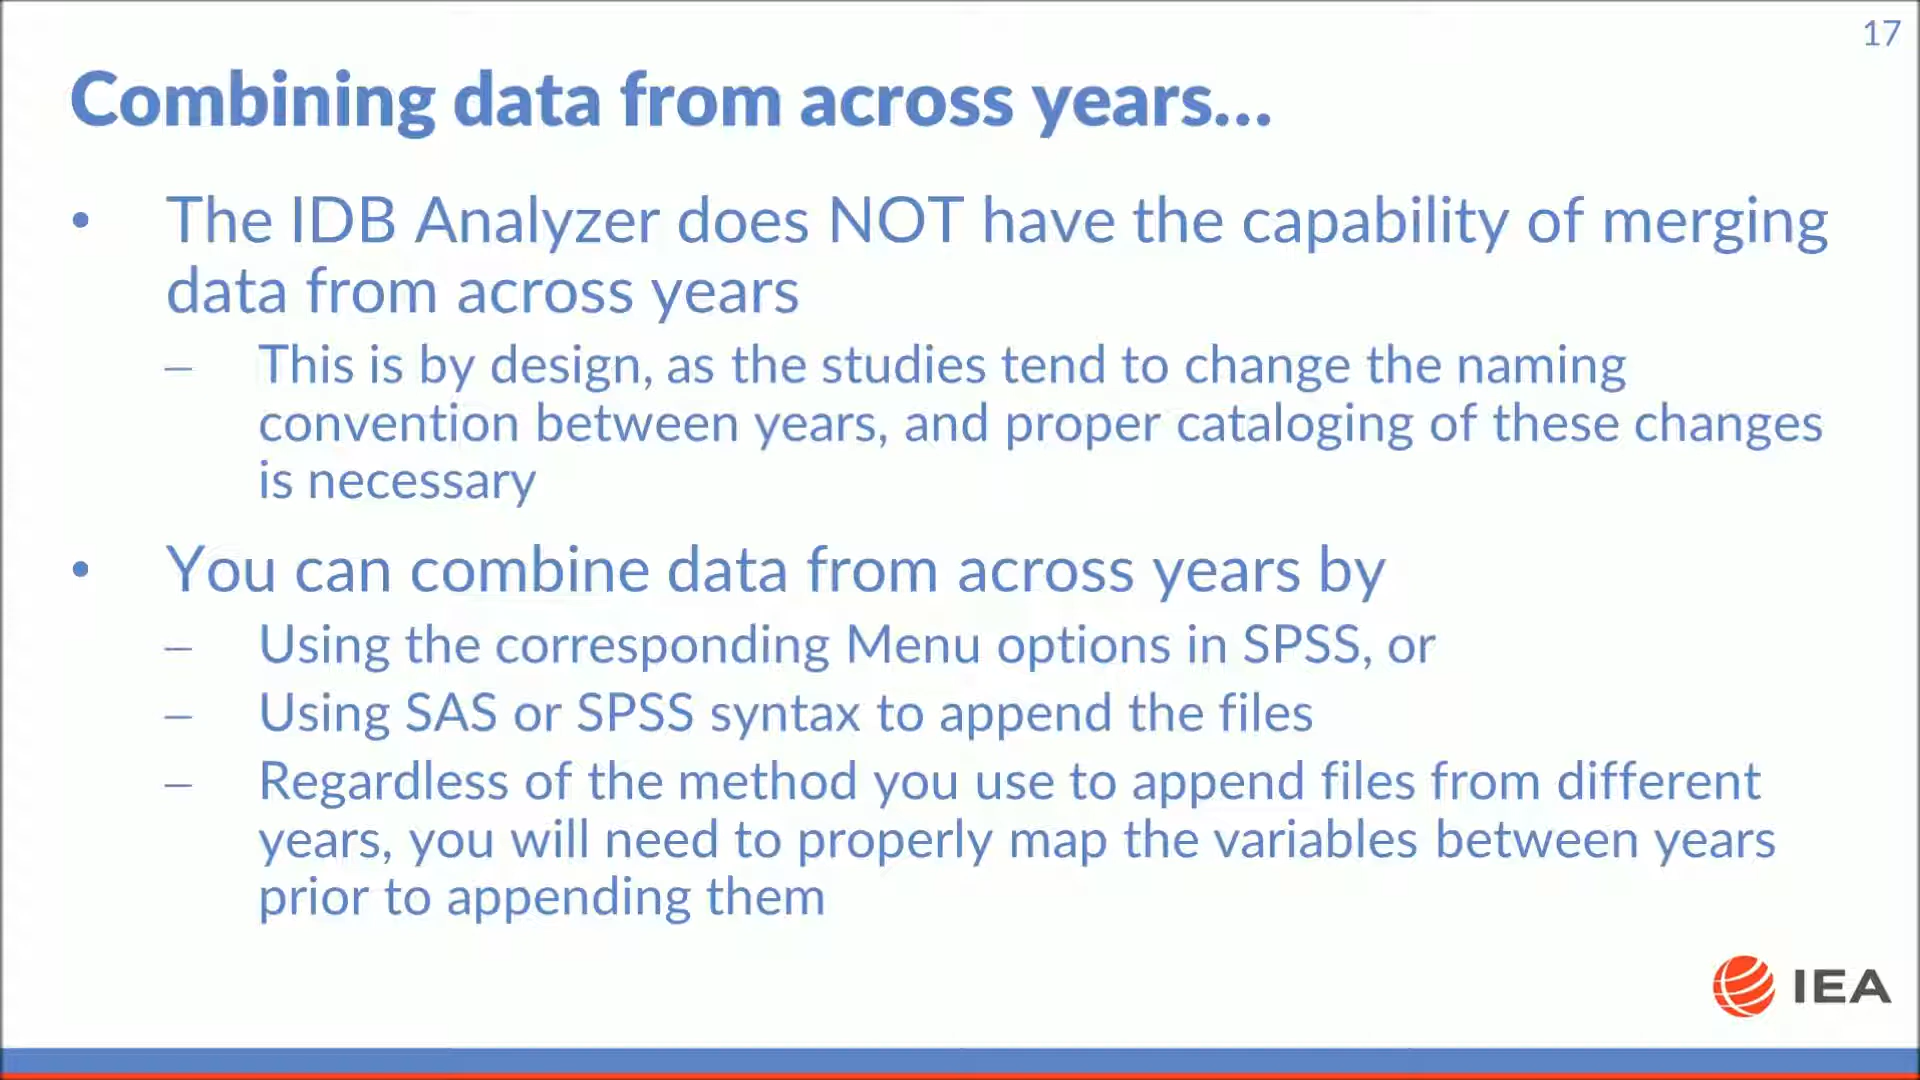 17
Combining data from across years...
• The IDB Analyzer does NOT have the capability of merging
data from across years
– This is by design, as the studies tend to change the naming
convention between years, and proper cataloging of these changes
is necessary
• You can combine data from across years by
– Using the corresponding Menu options in SPSS, or
– Using SAS or SPSS syntax to append the files
– Regardless of the method you use to append files from different
years, you will need to properly map the variables between years
prior to appending them
IEA